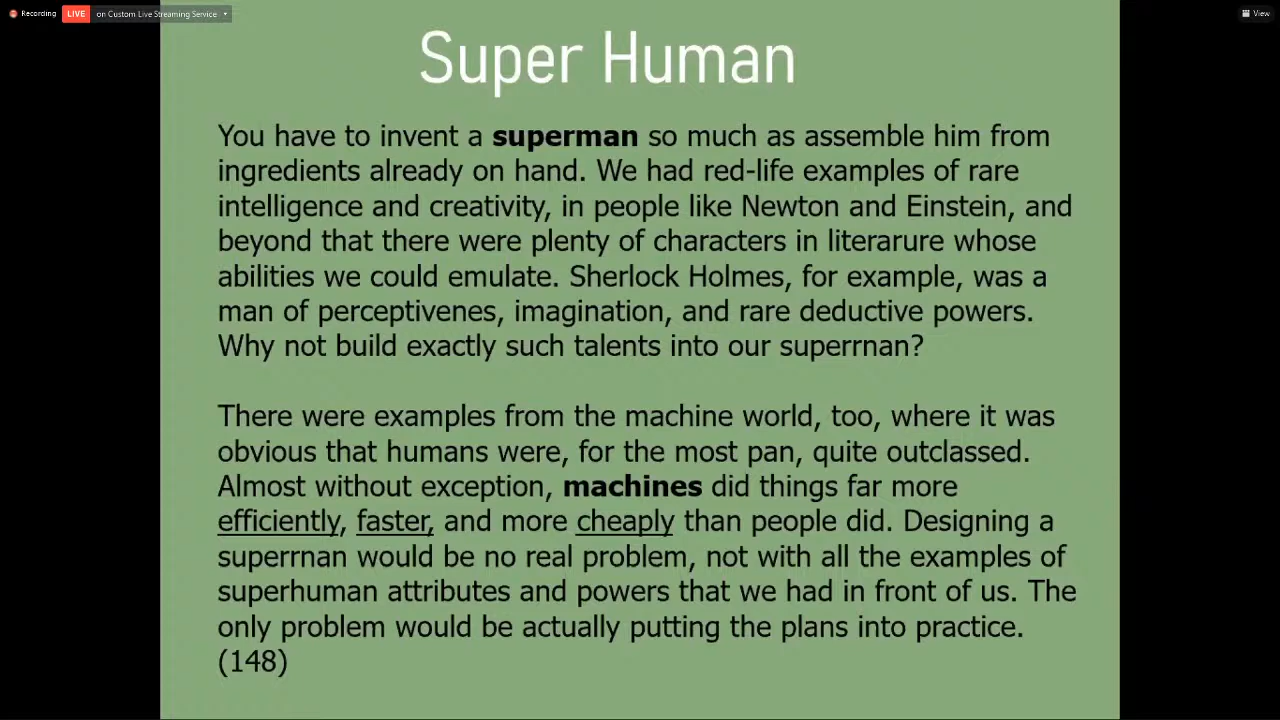 Recording LIVE on Custom Live Streaming Service
View
Super Human
You have to invent a superman so much as assemble him from
ingredients already on hand. We had red-life examples of rare
intelligence and creativity, in people like Newton and Einstein, and
beyond that there were plenty of characters in literarure whose
abilities we could emulate. Sherlock Holmes, for example, was a
man of perceptivenes, imagination, and rare deductive powers.
Why not build exactly such talents into our superrnan?
There were examples from the machine world, too, where it was
obvious that humans were, for the most pan, quite outclassed.
Almost without exception, machines did things far more
efficiently, faster, and more cheaply than people did. Designing a
superrnan would be no real problem, not with all the examples of
superhuman attributes and powers that we had in front of us. The
only problem would be actually putting the plans into practice.
(148)